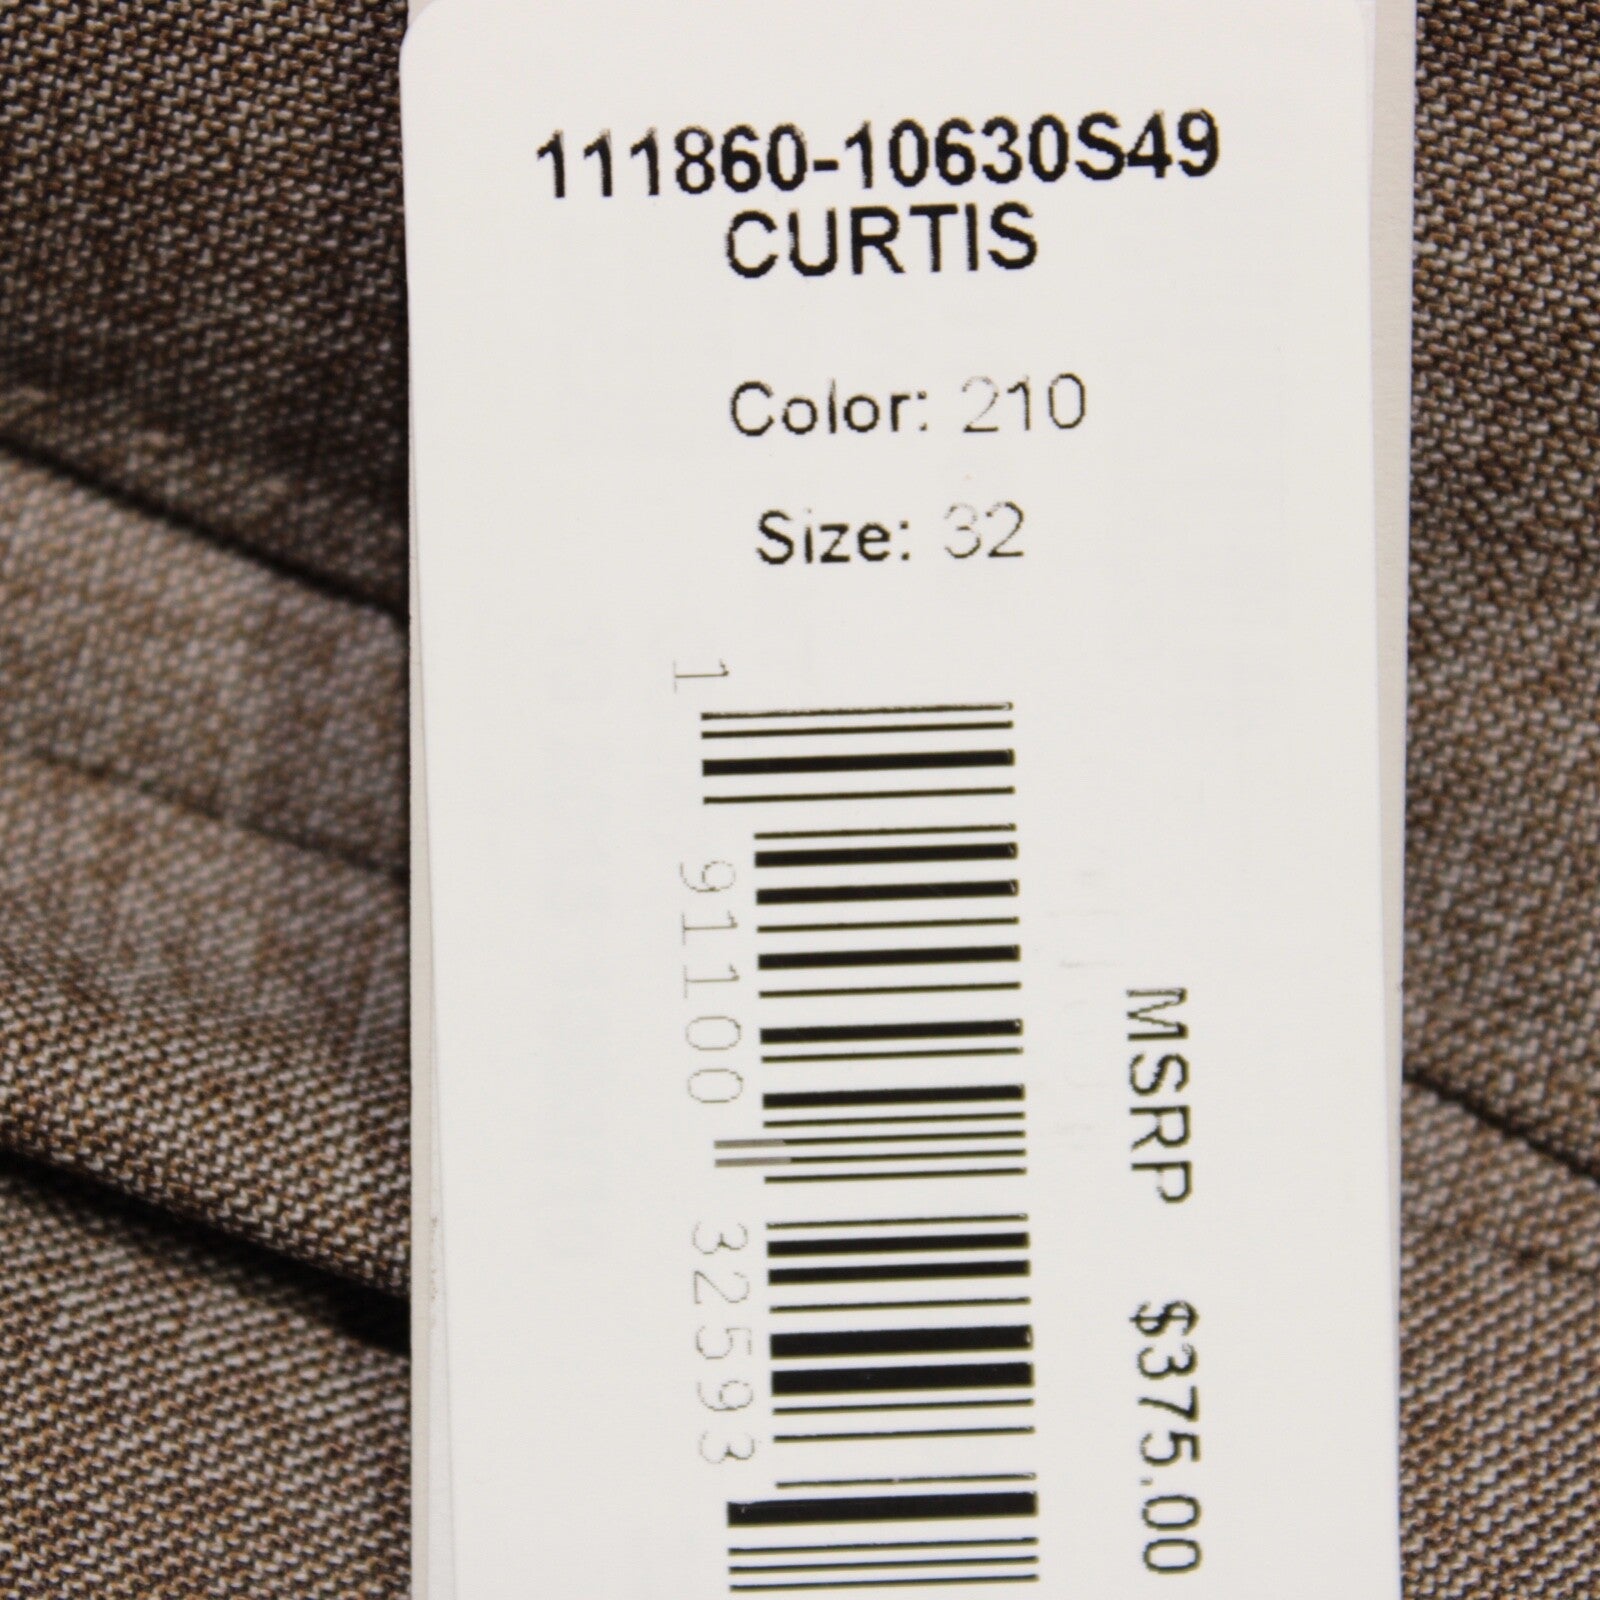 111860-10630S49
CURTIS
Color: 210
Size: 32
1 91100 32593
MSRP $375.00